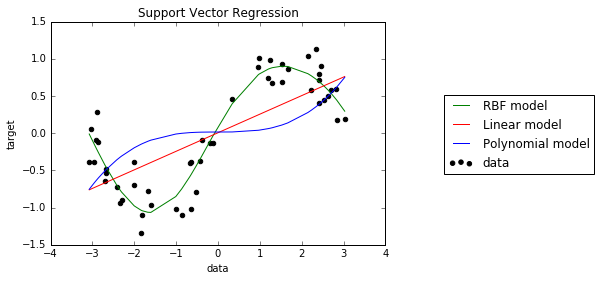 Support Vector Regression
1.5
1.0
0.5
0.0
−0.5
−1.0
−1.5
target
−4 −3 −2 −1 0 1 2 3 4
data
RBF model
Linear model
Polynomial model
data